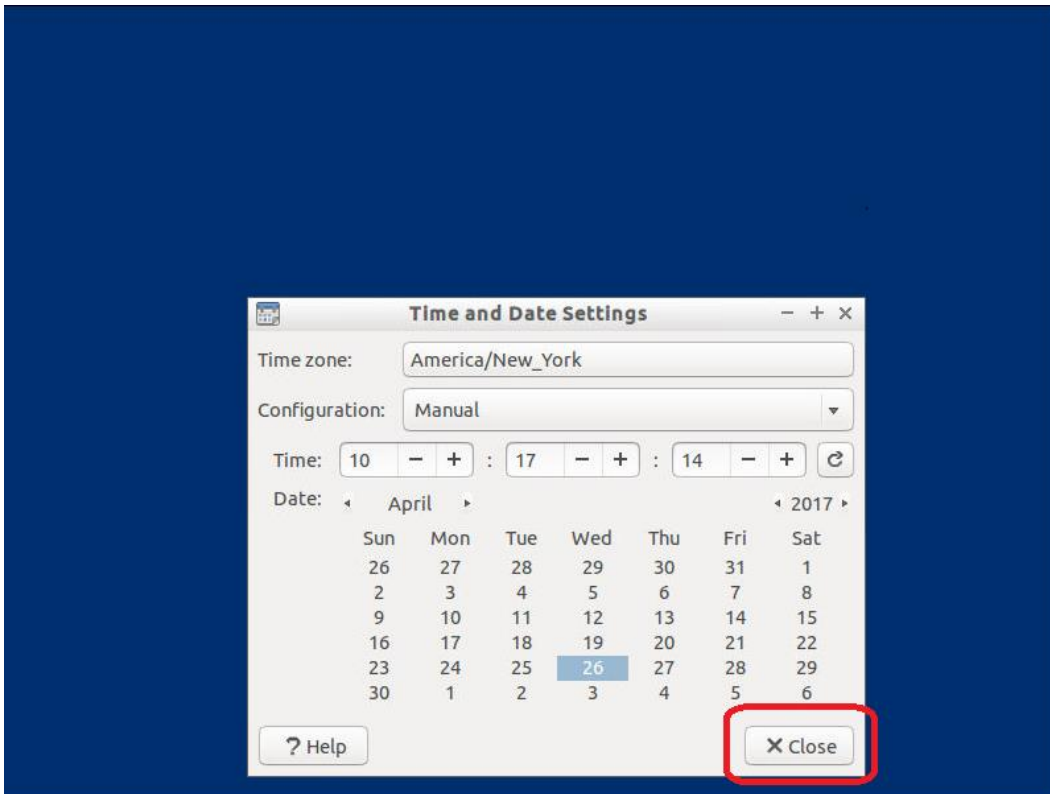 Time and Date Settings
Time zone: America/New_York
Configuration: Manual
Time: 10 − + : 17 − + : 14 − +
Date: April 2017
Sun Mon Tue Wed Thu Fri Sat
26 27 28 29 30 31 1
2 3 4 5 6 7 8
9 10 11 12 13 14 15
16 17 18 19 20 21 22
23 24 25 26 27 28 29
30 1 2 3 4 5 6
? Help Close